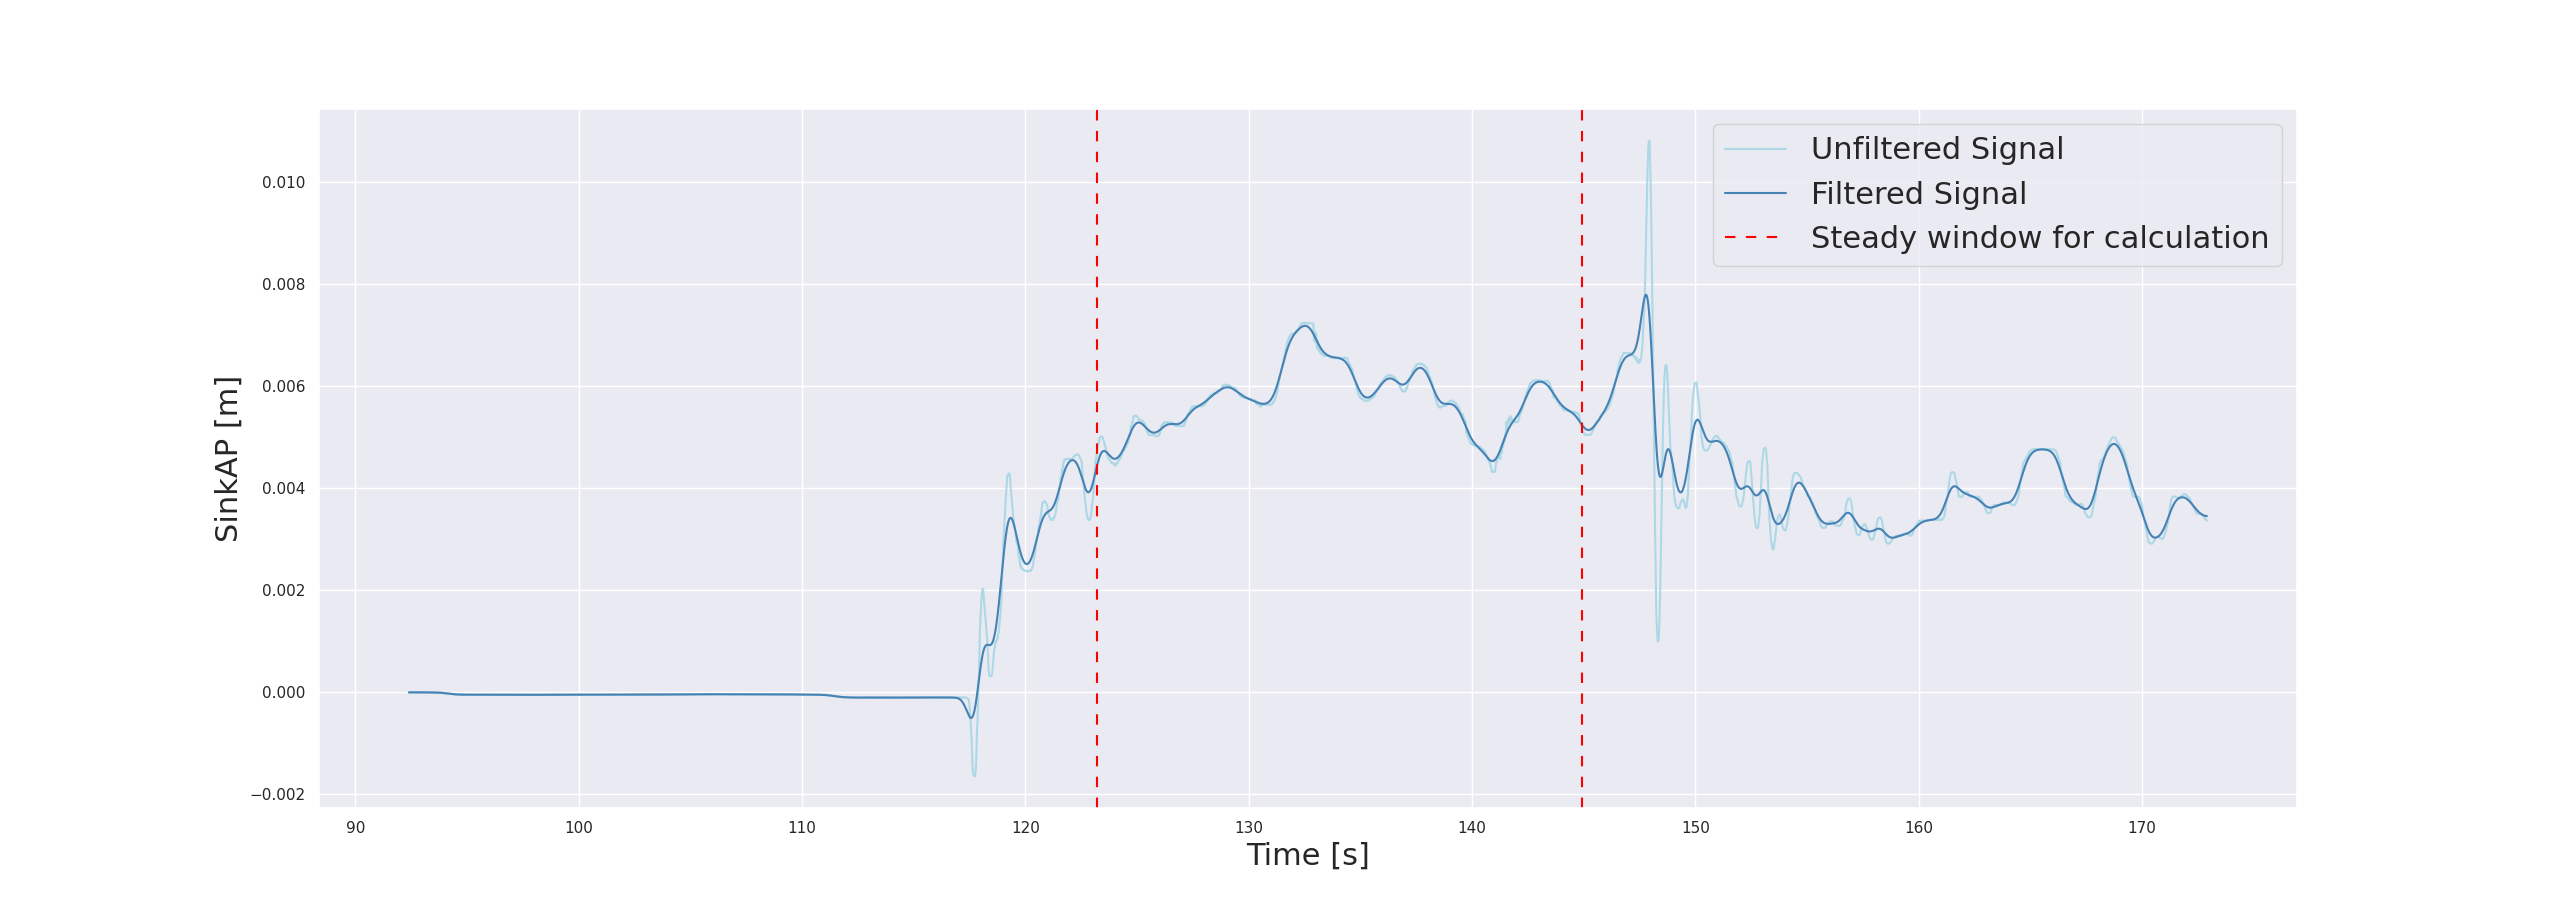 Unfiltered Signal
Filtered Signal
Steady window for calculation
0.010
0.008
0.006
0.004
0.002
0.000
−0.002
SinkAP [m]
90 100 110 120 130 140 150 160 170
Time [s]